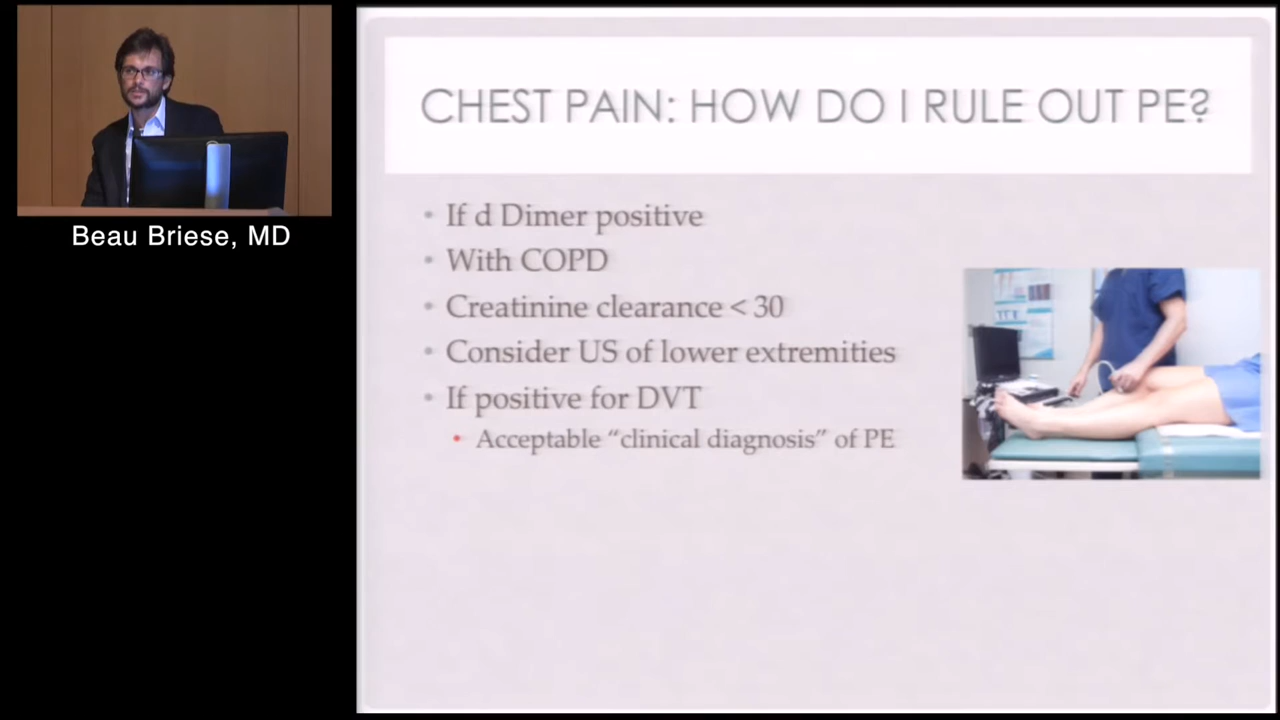 Beau Briese, MD
CHEST PAIN: HOW DO I RULE OUT PE?
• If d Dimer positive
• With COPD
• Creatinine clearance < 30
• Consider US of lower extremities
• If positive for DVT
• Acceptable “clinical diagnosis” of PE